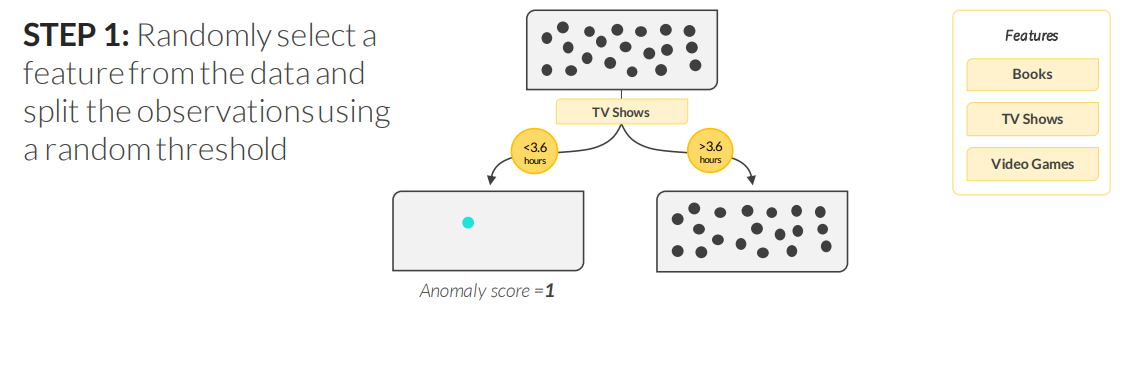 STEP 1: Randomly select a
feature from the data and
split the observations using
a random threshold
TV Shows
<3.6
hours
>3.6
hours
Anomaly score =1
Features
Books
TV Shows
Video Games